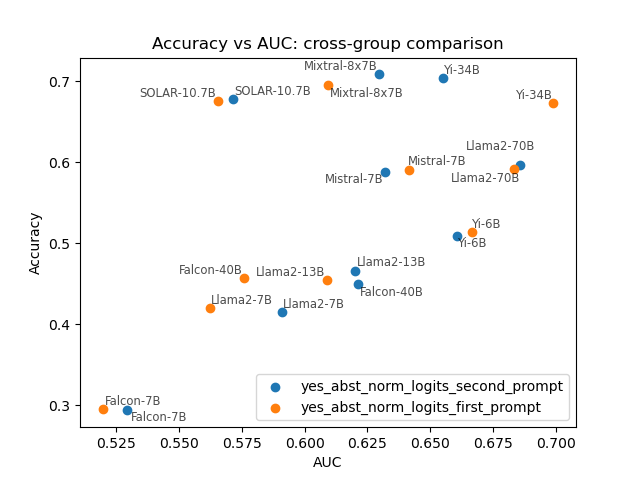 Accuracy vs AUC: cross-group comparison
Mixtral-8x7B
Yi-34B
SOLAR-10.7B
SOLAR-10.7B
Mixtral-8x7B
Yi-34B
Llama2-70B
Mistral-7B
Mistral-7B
Llama2-70B
Yi-6B
Yi-6B
Falcon-40B
Llama2-13B
Llama2-13B
Falcon-40B
Llama2-7B
Llama2-7B
Falcon-7B
Falcon-7B
0.7
0.6
0.5
0.4
0.3
Accuracy
yes_abst_norm_logits_second_prompt
yes_abst_norm_logits_first_prompt
0.525 0.550 0.575 0.600 0.625 0.650 0.675 0.700
AUC